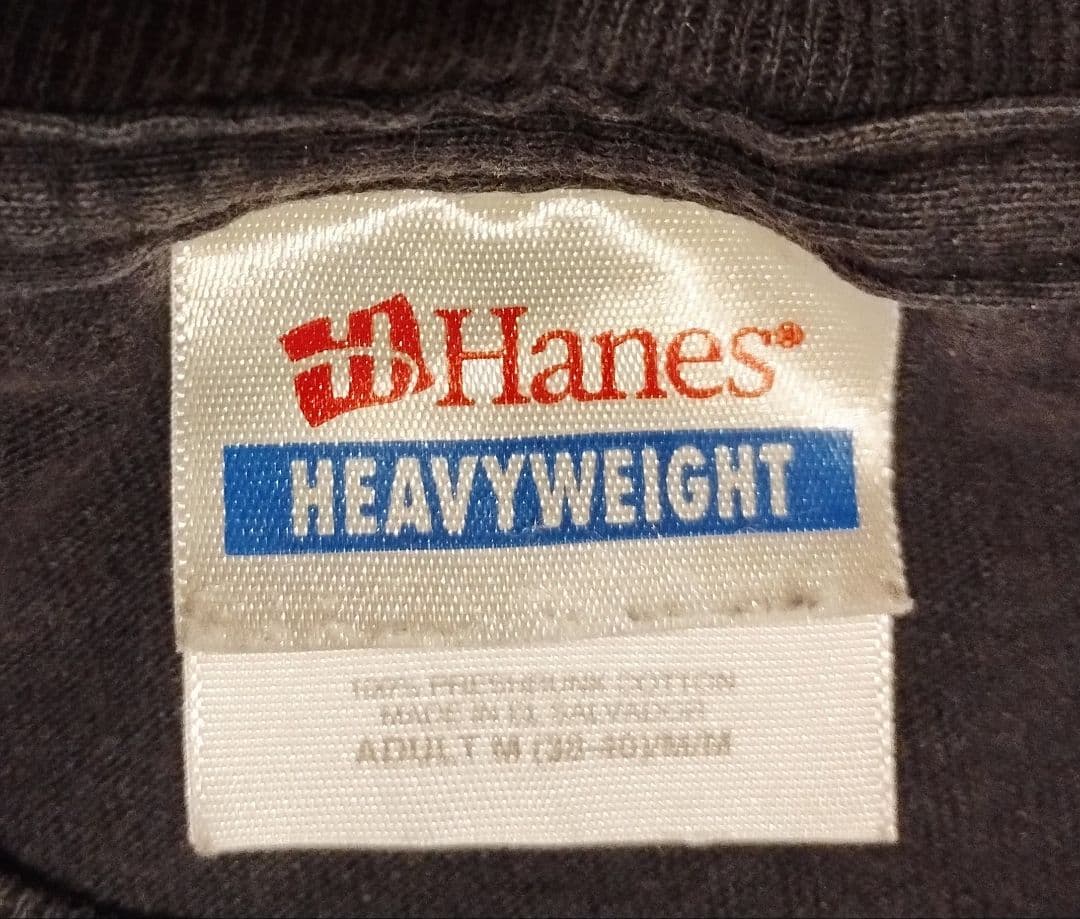 Hanes®
HEAVYWEIGHT
100% PRESHRUNK COTTON
MADE IN EL SALVADOR
ADULT M (38-40)/M/M